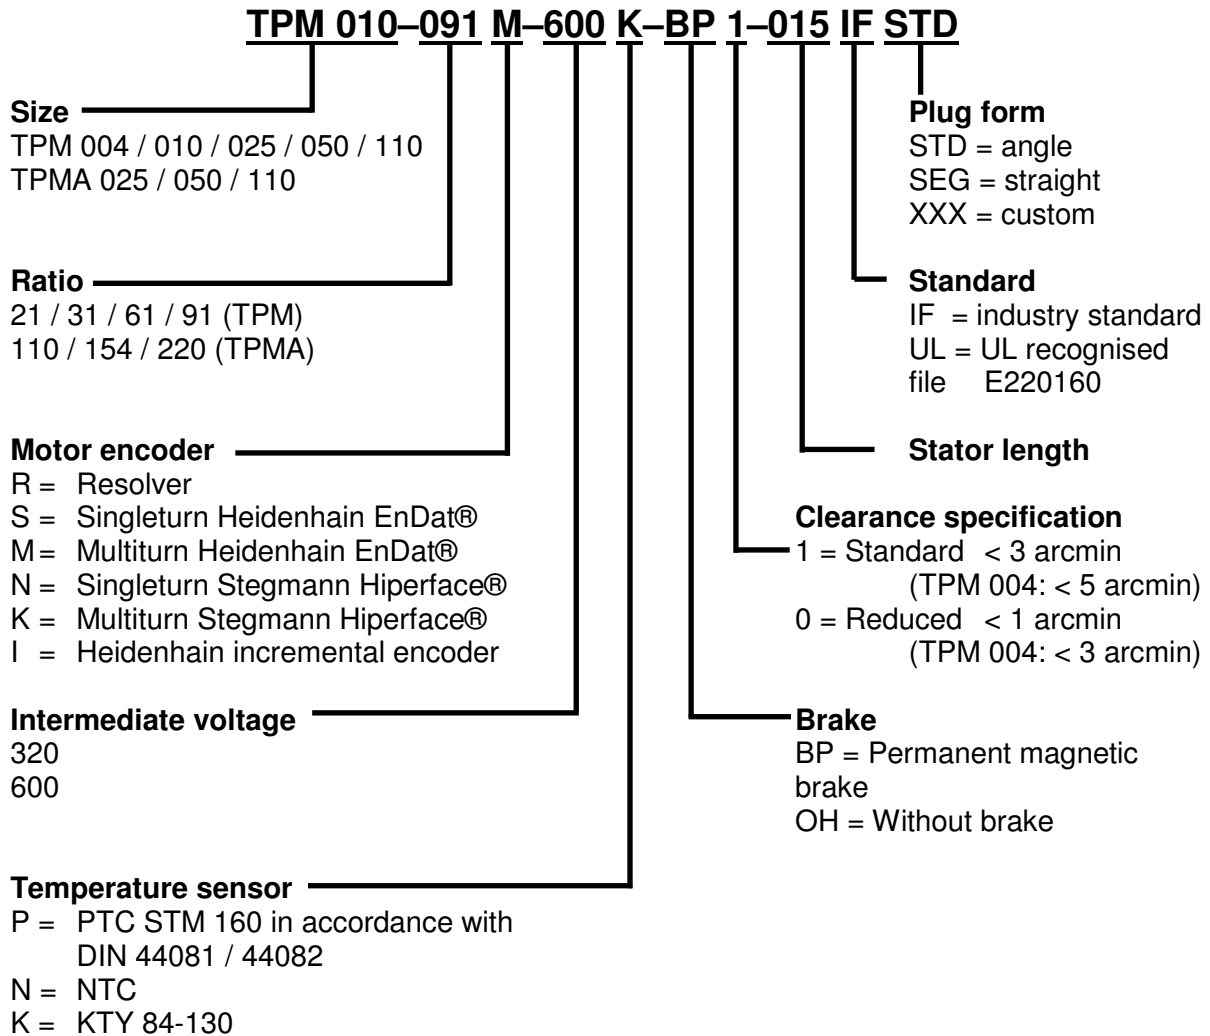 TPM 010–091 M–600 K–BP 1–015 IF STD
Size
TPM 004 / 010 / 025 / 050 / 110
TPMA 025 / 050 / 110
Ratio
21 / 31 / 61 / 91 (TPM)
110 / 154 / 220 (TPMA)
Motor encoder
R = Resolver
S = Singleturn Heidenhain EnDat®
M = Multiturn Heidenhain EnDat®
N = Singleturn Stegmann Hiperface®
K = Multiturn Stegmann Hiperface®
I = Heidenhain incremental encoder
Intermediate voltage
320
600
Temperature sensor
P = PTC STM 160 in accordance with
DIN 44081 / 44082
N = NTC
K = KTY 84-130
Plug form
STD = angle
SEG = straight
XXX = custom
Standard
IF = industry standard
UL = UL recognised
file E220160
Stator length
Clearance specification
1 = Standard < 3 arcmin
(TPM 004: < 5 arcmin)
0 = Reduced < 1 arcmin
(TPM 004: < 3 arcmin)
Brake
BP = Permanent magnetic
brake
OH = Without brake